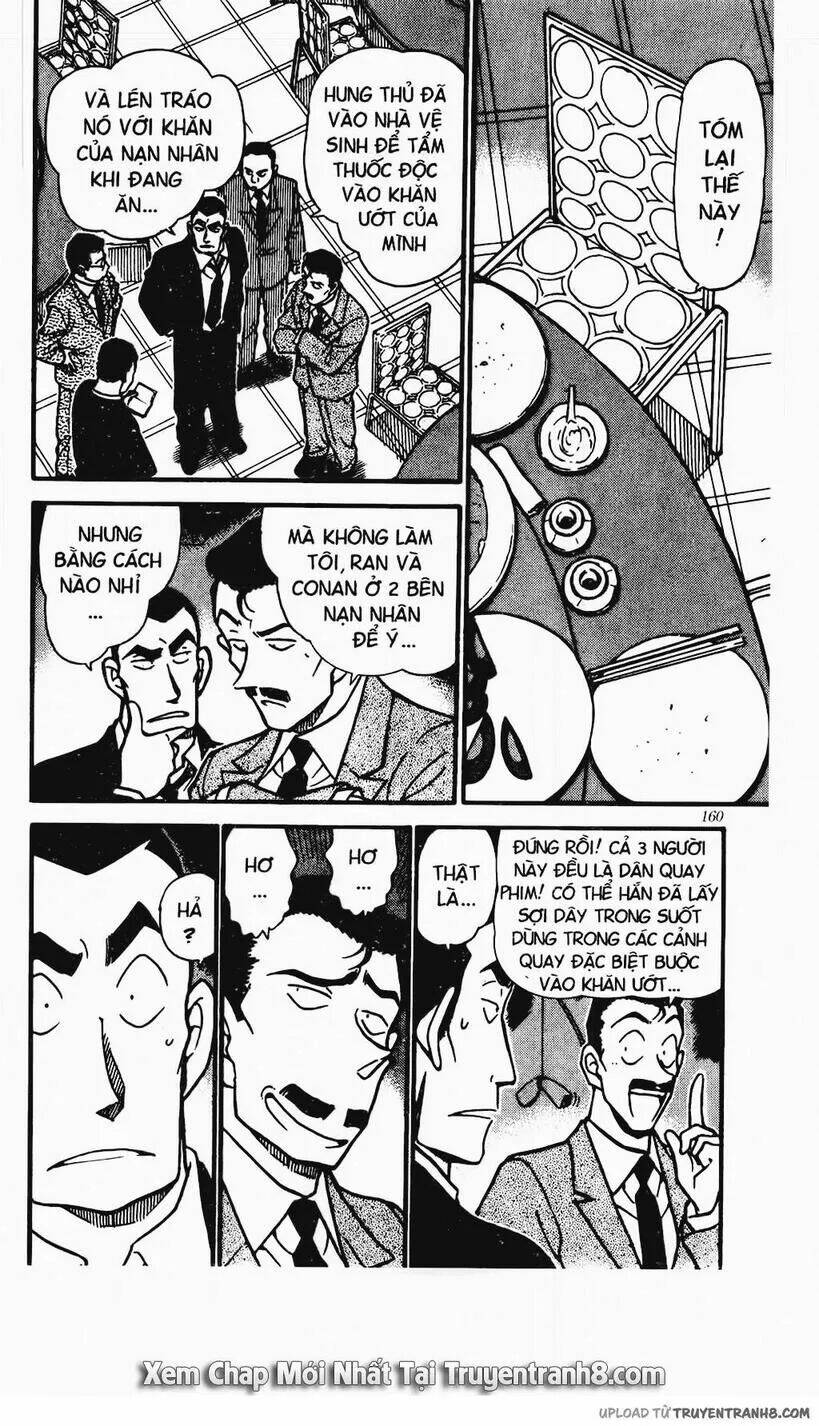 TÓM
LẠI
THẾ
NÀY
!
HUNG THỦ ĐÃ
VÀO NHÀ VỆ
SINH ĐỂ TẨM
THUỐC ĐỘC
VÀO KHĂN
ƯỚT CỦA
MÌNH
VÀ LÉN TRÁO
NÓ VỚI KHĂN
CỦA NẠN NHÂN
KHI ĐANG
ĂN...
MÀ KHÔNG LÀM
TÔI, RAN VÀ
CONAN Ở 2 BÊN
NẠN NHÂN
ĐỂ Ý...
NHƯNG
BẰNG CÁCH
NÀO NHỈ
...
160
ĐÚNG RỒI! CẢ 3 NGƯỜI
NÀY ĐỀU LÀ DÂN QUAY
PHIM! CÓ THỂ HẮN ĐÃ LẤY
SỢI DÂY TRONG SUỐT
DÙNG TRONG CÁC CẢNH
QUAY ĐẶC BIỆT BUỘC
VÀO KHĂN ƯỚT...
THẬT
LÀ...
HƠ
...
HƠ
...
HẢ
?
Xem Chap Mới Nhất Tại Truyentranh8.com
UPLOAD TỪ TRUYENTRANH8.COM